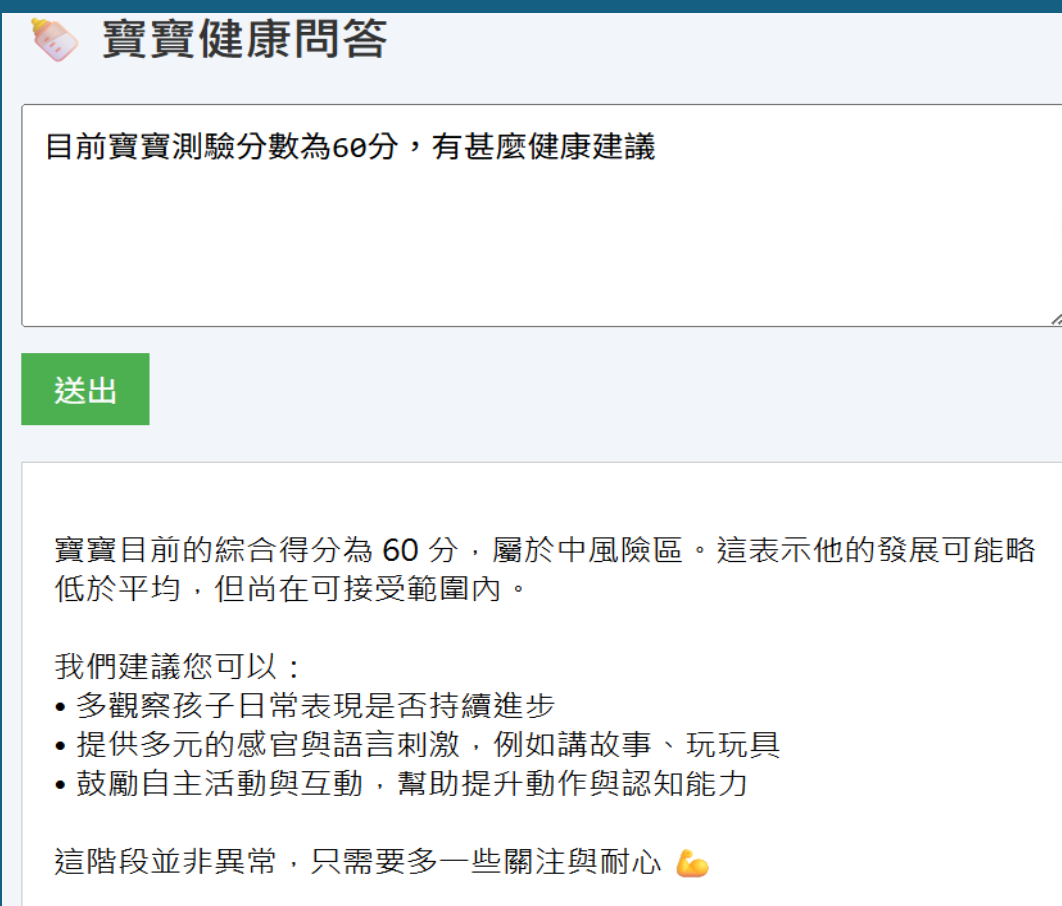 🍼 寶寶健康問答
目前寶寶測驗分數為60分，有甚麼健康建議
送出
寶寶目前的綜合得分為 60 分，屬於中風險區。這表示他的發展可能略
低於平均，但尚在可接受範圍內。
我們建議您可以：
• 多觀察孩子日常表現是否持續進步
• 提供多元的感官與語言刺激，例如講故事、玩玩具
• 鼓勵自主活動與互動，幫助提升動作與認知能力
這階段並非異常，只需要多一些關注與耐心 💪